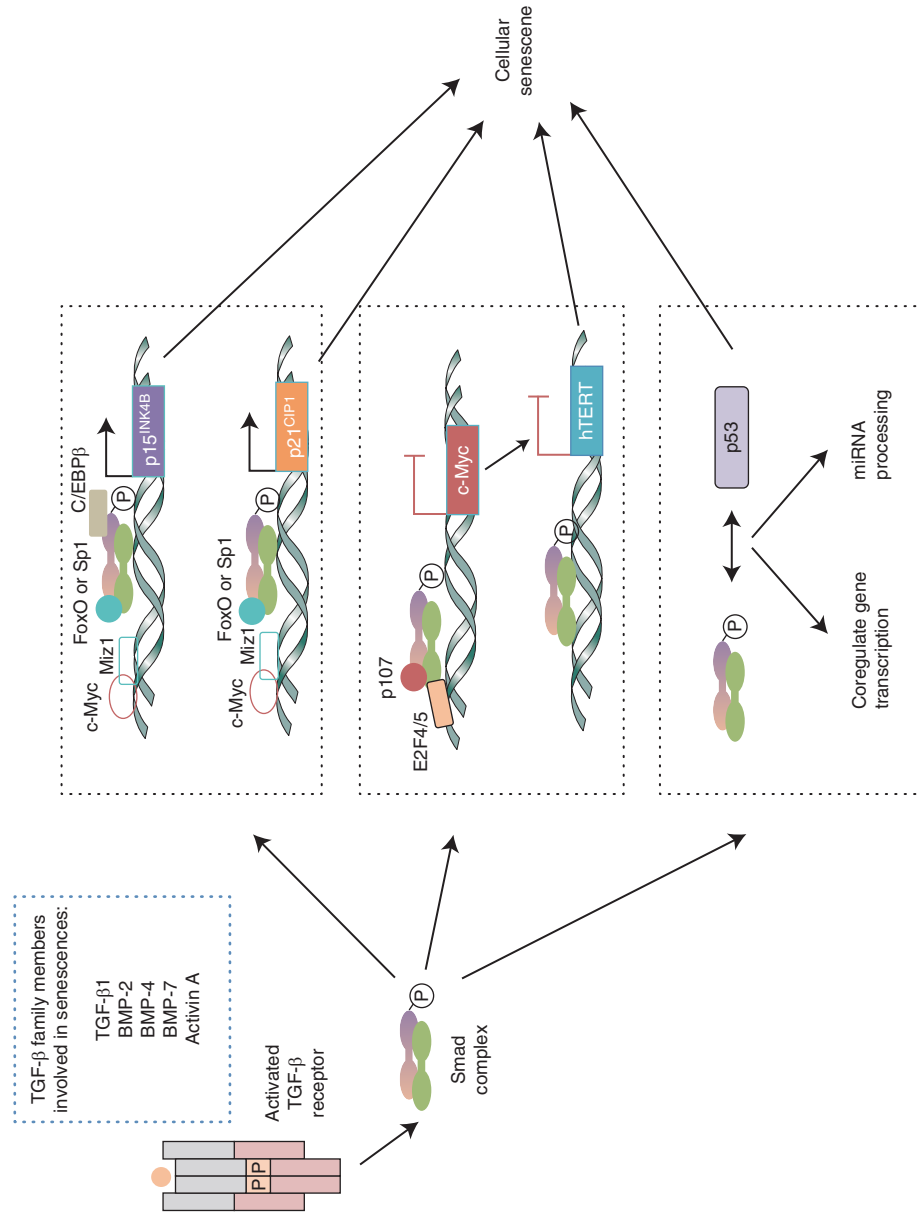 TGF-β family members
involved in senescences:
TGF-β1
BMP-2
BMP-4
BMP-7
Activin A
P P
Activated
TGF-β
receptor
P
Smad
complex
c-Myc
Miz1
FoxO or Sp1
C/EBPβ
P
p15INK4B
c-Myc
Miz1
FoxO or Sp1
P
p21CIP1
E2F4/5
p107
P
c-Myc
P
hTERT
P
p53
Coregulate gene
transcription
miRNA
processing
Cellular
senescene